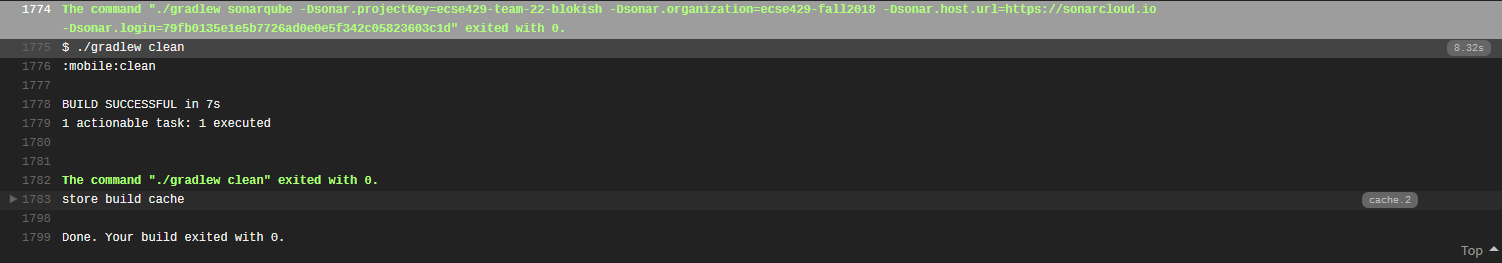 1774 The command "./gradlew sonarqube -Dsonar.projectKey=ecse429-team-22-blokish -Dsonar.organization=ecse429-fall2018 -Dsonar.host.url=https://sonarcloud.io
-Dsonar.login=79fb0135e1e5b7726ad0e0e5f342c05823603c1d" exited with 0.
1775 $ ./gradlew clean 8.32s
1776 :mobile:clean
1777
1778 BUILD SUCCESSFUL in 7s
1779 1 actionable task: 1 executed
1780
1781
1782 The command "./gradlew clean" exited with 0.
1783 store build cache cache.2
1798
1799 Done. Your build exited with 0.
Top